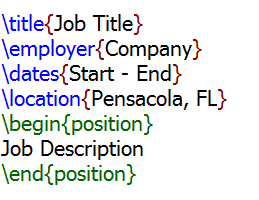 \title{Job Title}
\employer{Company}
\dates{Start - End}
\location{Pensacola, FL}
\begin{position}
Job Description
\end{position}